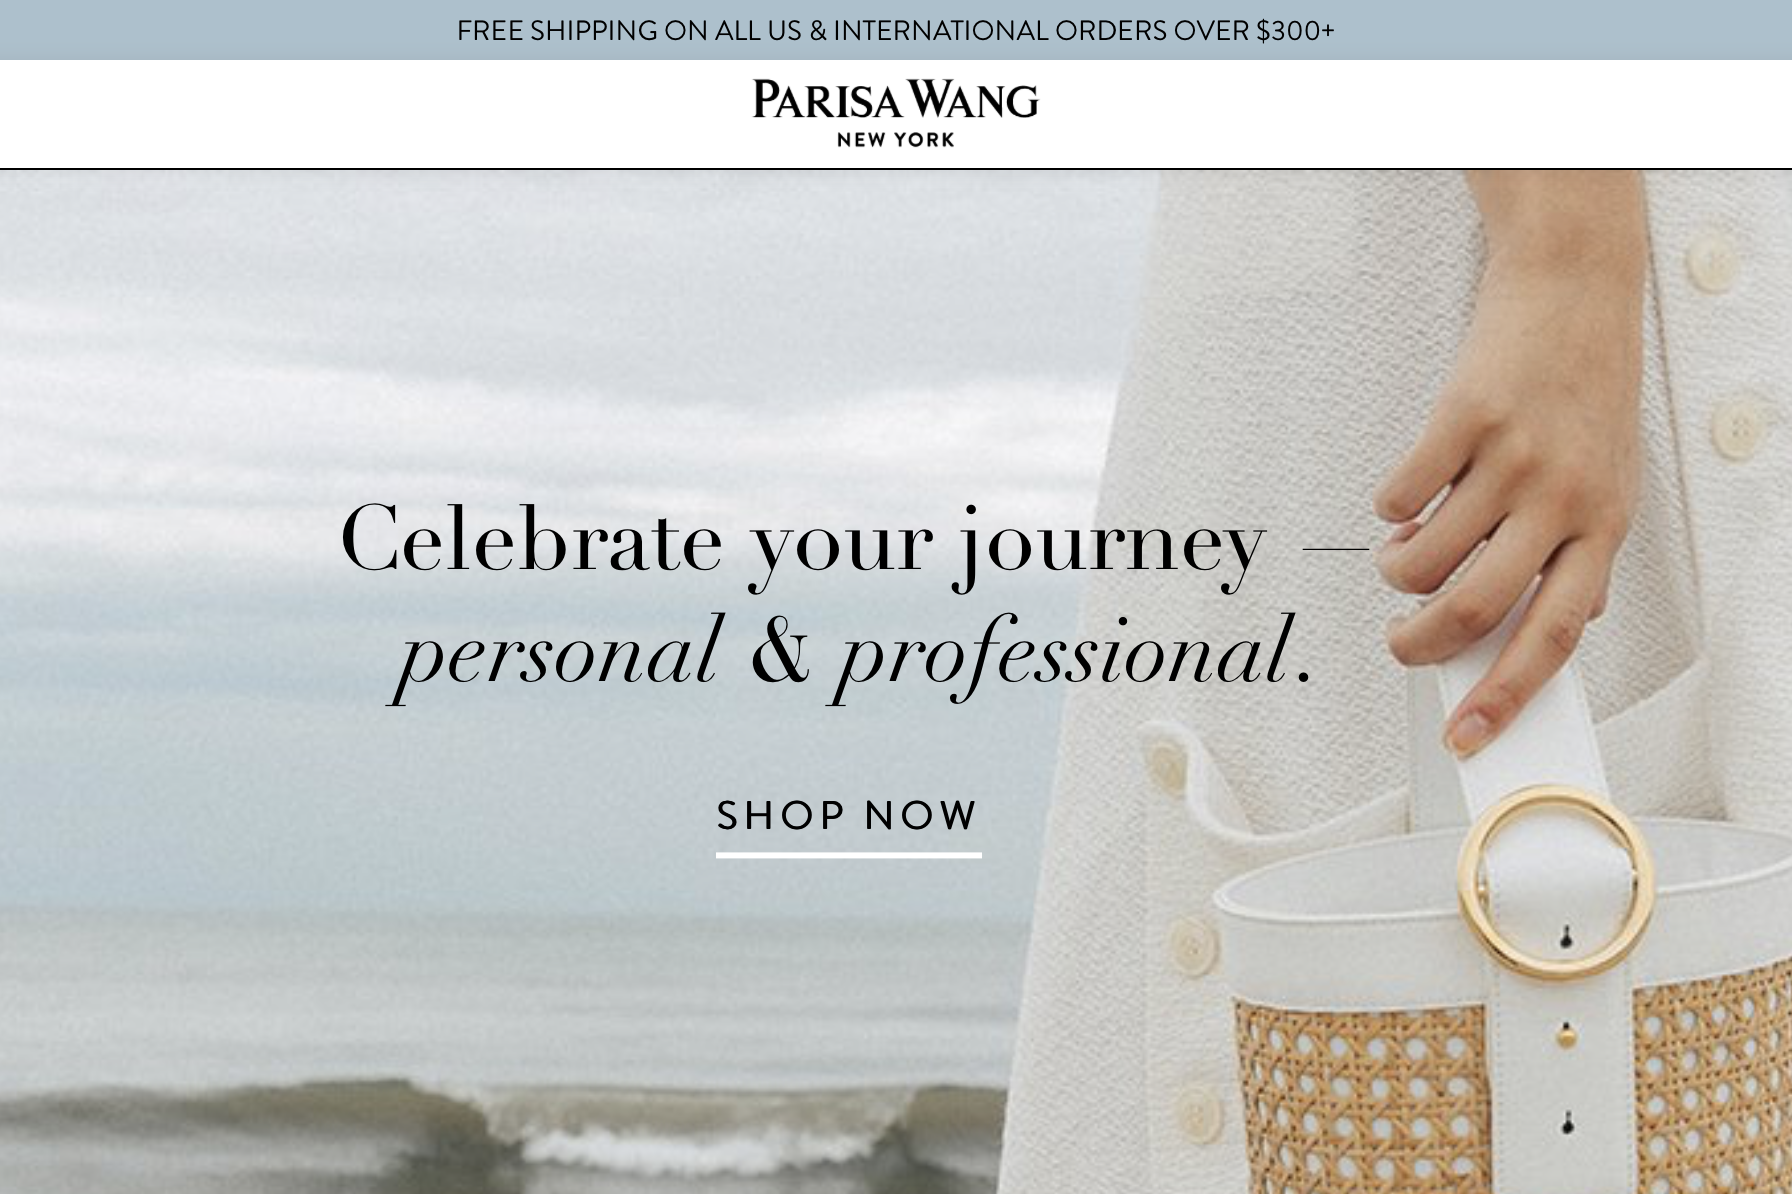 FREE SHIPPING ON ALL US & INTERNATIONAL ORDERS OVER $300+
PARISA WANG
NEW YORK
Celebrate your journey —
personal & professional.
SHOP NOW